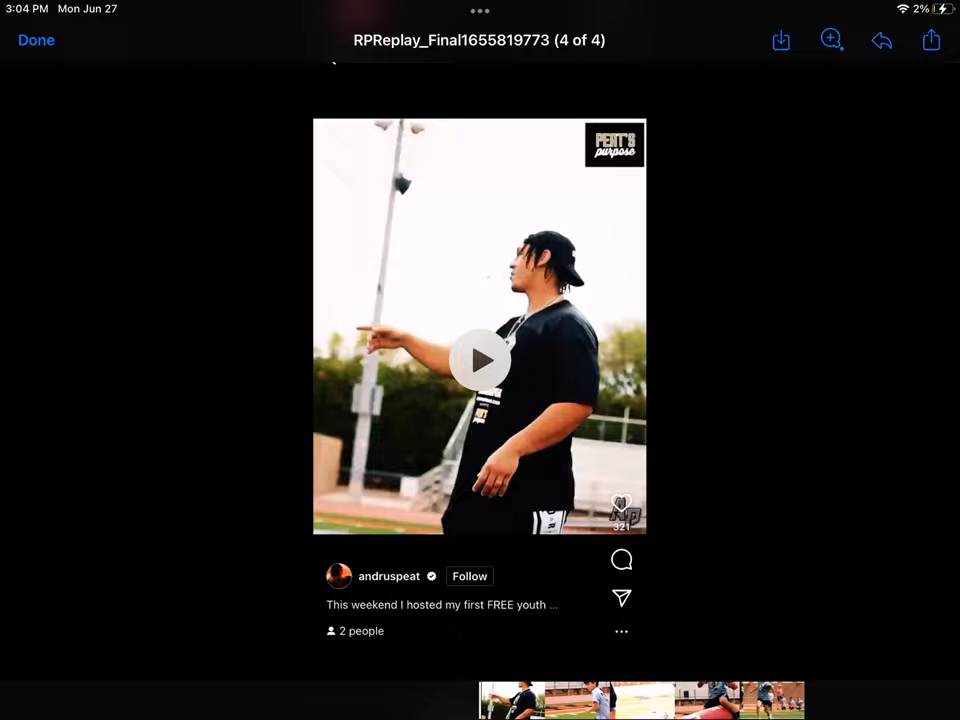 3:04 PM Mon Jun 27
2%
Done
RPReplay_Final1655819773 (4 of 4)
PEAT'S
purpose
321
andruspeat
Follow
This weekend I hosted my first FREE youth ...
2 people